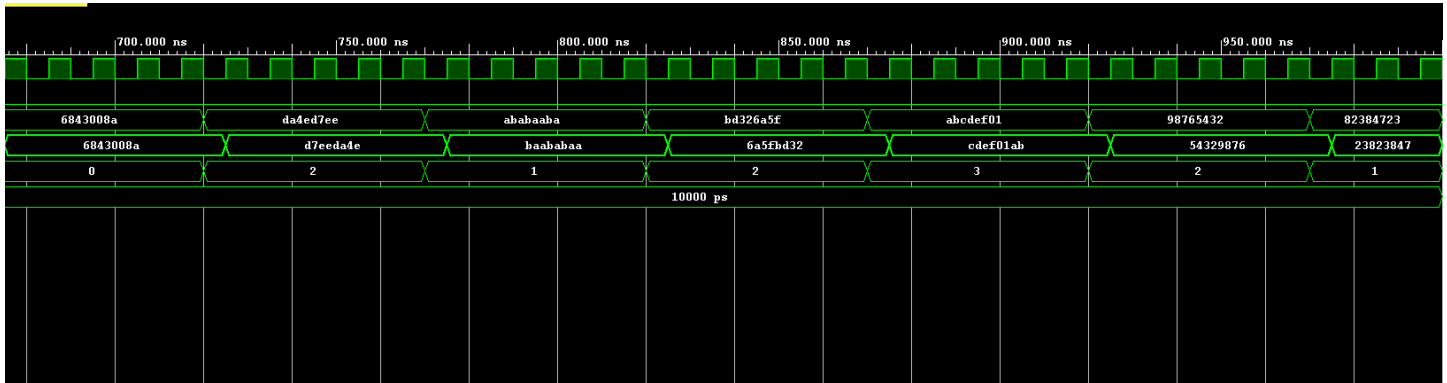 700.000 ns 750.000 ns 800.000 ns 850.000 ns 900.000 ns 950.000 ns
6843008a da4ed7ee ababaaba bd326a5f abcdef01 98765432 82384723
6843008a d7eeda4e baababaa 6a5fbd32 cdef01ab 54329876 23823847
0 2 1 2 3 2 1
10000 ps